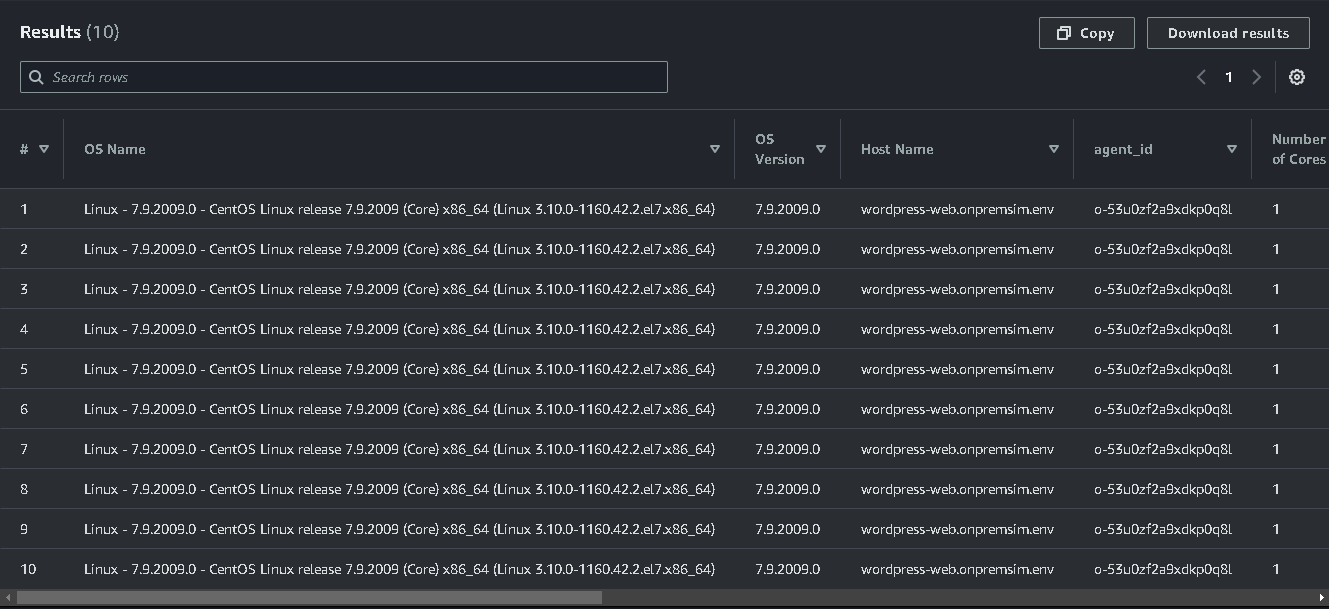 Results (10)
Copy
Download results
Search rows
1
#
OS Name
OS Version
Host Name
agent_id
Number of Cores
1 Linux - 7.9.2009.0 - CentOS Linux release 7.9.2009 (Core) x86_64 (Linux 3.10.0-1160.42.2.el7.x86_64) 7.9.2009.0 wordpress-web.onpremsim.env o-53u0zf2a9xdkp0q8l 1
2 Linux - 7.9.2009.0 - CentOS Linux release 7.9.2009 (Core) x86_64 (Linux 3.10.0-1160.42.2.el7.x86_64) 7.9.2009.0 wordpress-web.onpremsim.env o-53u0zf2a9xdkp0q8l 1
3 Linux - 7.9.2009.0 - CentOS Linux release 7.9.2009 (Core) x86_64 (Linux 3.10.0-1160.42.2.el7.x86_64) 7.9.2009.0 wordpress-web.onpremsim.env o-53u0zf2a9xdkp0q8l 1
4 Linux - 7.9.2009.0 - CentOS Linux release 7.9.2009 (Core) x86_64 (Linux 3.10.0-1160.42.2.el7.x86_64) 7.9.2009.0 wordpress-web.onpremsim.env o-53u0zf2a9xdkp0q8l 1
5 Linux - 7.9.2009.0 - CentOS Linux release 7.9.2009 (Core) x86_64 (Linux 3.10.0-1160.42.2.el7.x86_64) 7.9.2009.0 wordpress-web.onpremsim.env o-53u0zf2a9xdkp0q8l 1
6 Linux - 7.9.2009.0 - CentOS Linux release 7.9.2009 (Core) x86_64 (Linux 3.10.0-1160.42.2.el7.x86_64) 7.9.2009.0 wordpress-web.onpremsim.env o-53u0zf2a9xdkp0q8l 1
7 Linux - 7.9.2009.0 - CentOS Linux release 7.9.2009 (Core) x86_64 (Linux 3.10.0-1160.42.2.el7.x86_64) 7.9.2009.0 wordpress-web.onpremsim.env o-53u0zf2a9xdkp0q8l 1
8 Linux - 7.9.2009.0 - CentOS Linux release 7.9.2009 (Core) x86_64 (Linux 3.10.0-1160.42.2.el7.x86_64) 7.9.2009.0 wordpress-web.onpremsim.env o-53u0zf2a9xdkp0q8l 1
9 Linux - 7.9.2009.0 - CentOS Linux release 7.9.2009 (Core) x86_64 (Linux 3.10.0-1160.42.2.el7.x86_64) 7.9.2009.0 wordpress-web.onpremsim.env o-53u0zf2a9xdkp0q8l 1
10 Linux - 7.9.2009.0 - CentOS Linux release 7.9.2009 (Core) x86_64 (Linux 3.10.0-1160.42.2.el7.x86_64) 7.9.2009.0 wordpress-web.onpremsim.env o-53u0zf2a9xdkp0q8l 1